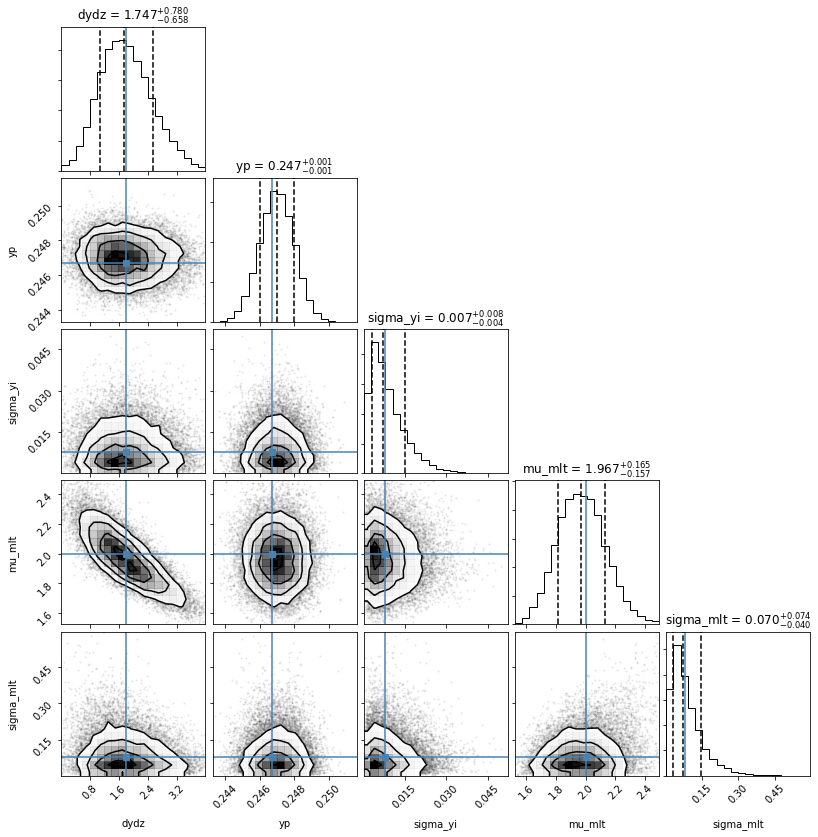 dydz = 1.747+0.780 −0.658
yp = 0.247+0.001 −0.001
0.250
0.248
0.246
0.244
yp
sigma_yi = 0.007+0.008 −0.004
0.045
0.030
0.015
sigma_yi
mu_mlt = 1.967+0.165 −0.157
2.4
2.2
2.0
1.8
1.6
mu_mlt
sigma_mlt = 0.070+0.074 −0.040
0.45
0.30
0.15
sigma_mlt
0.8 1.6 2.4 3.2
0.244 0.246 0.248 0.250
0.015 0.030 0.045
1.6 2.0 2.4
0.15 0.30 0.45
dydz yp sigma_yi mu_mlt sigma_mlt